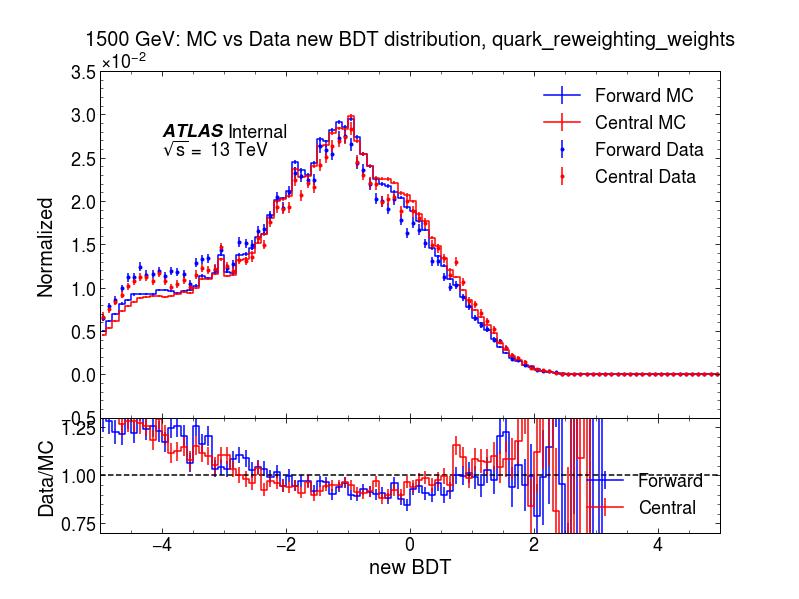 1500 GeV: MC vs Data new BDT distribution, quark_reweighting_weights
×10⁻²
3.5
3.0
2.5
2.0
1.5
1.0
0.5
0.0
0.5
Normalized
ATLAS Internal
√s = 13 TeV
Forward MC
Central MC
Forward Data
Central Data
1.25
1.00
0.75
Data/MC
Forward
Central
−4 −2 0 2 4
new BDT